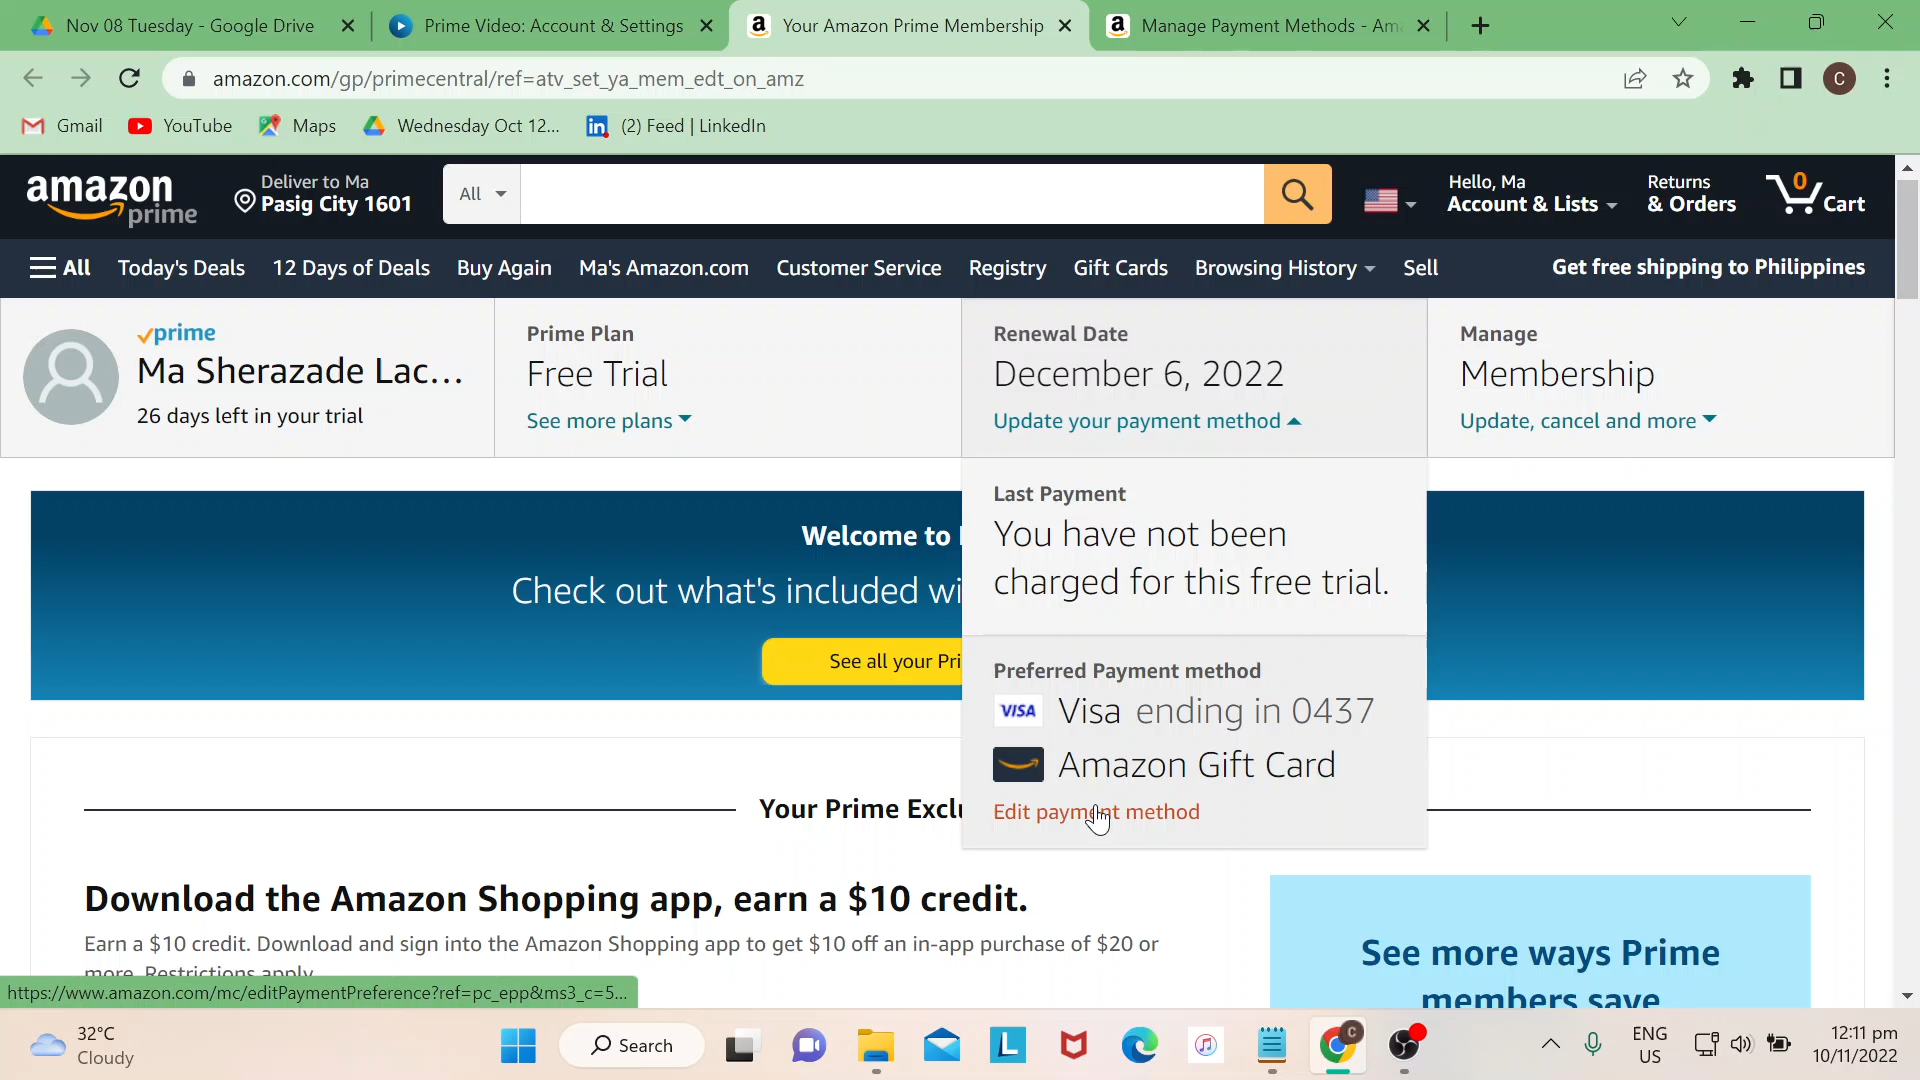 Nov 08 Tuesday - Google Drive
Prime Video: Account & Settings
Your Amazon Prime Membership
Manage Payment Methods - Am
amazon.com/gp/primecentral/ref=atv_set_ya_mem_edt_on_amz
C
Gmail
YouTube
Maps
Wednesday Oct 12...
(2) Feed | LinkedIn
amazon
prime
Deliver to Ma
Pasig City 1601
All
Hello, Ma
Account & Lists
Returns
& Orders
0
Cart
All
Today's Deals
12 Days of Deals
Buy Again
Ma's Amazon.com
Customer Service
Registry
Gift Cards
Browsing History
Sell
Get free shipping to Philippines
prime
Ma Sherazade Lac...
26 days left in your trial
Prime Plan
Free Trial
See more plans
Renewal Date
December 6, 2022
Update your payment method
Manage
Membership
Update, cancel and more
Last Payment
You have not been
charged for this free trial.
Preferred Payment method
VISA
Visa ending in 0437
Amazon Gift Card
Edit payment method
Welcome to
Check out what's included wi
See all your Pri
Your Prime Exclu
Download the Amazon Shopping app, earn a $10 credit.
Earn a $10 credit. Download and sign into the Amazon Shopping app to get $10 off an in-app purchase of $20 or
more. Restrictions apply.
See more ways Prime
members save
https://www.amazon.com/mc/editPaymentPreference?ref=pc_epp&ms3_c=5...
32°C
Cloudy
Search
L
C
ENG
US
12:11 pm
10/11/2022